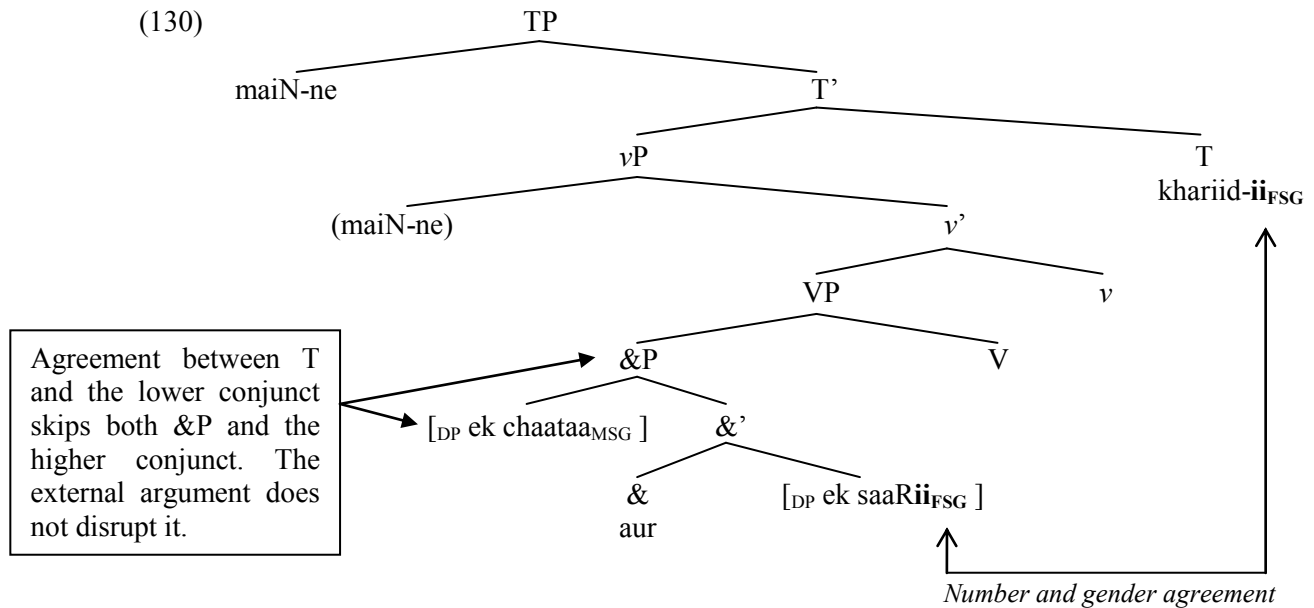 (130) TP
maiN-ne T’
vP T
khariid-iiFSG
(maiN-ne) v’
VP v
Agreement between T
and the lower conjunct
skips both &P and the
higher conjunct. The
external argument does
not disrupt it.
&P V
[DP ek chaataaMSG ] &’
& [DP ek saaRiiFSG ]
aur
Number and gender agreement